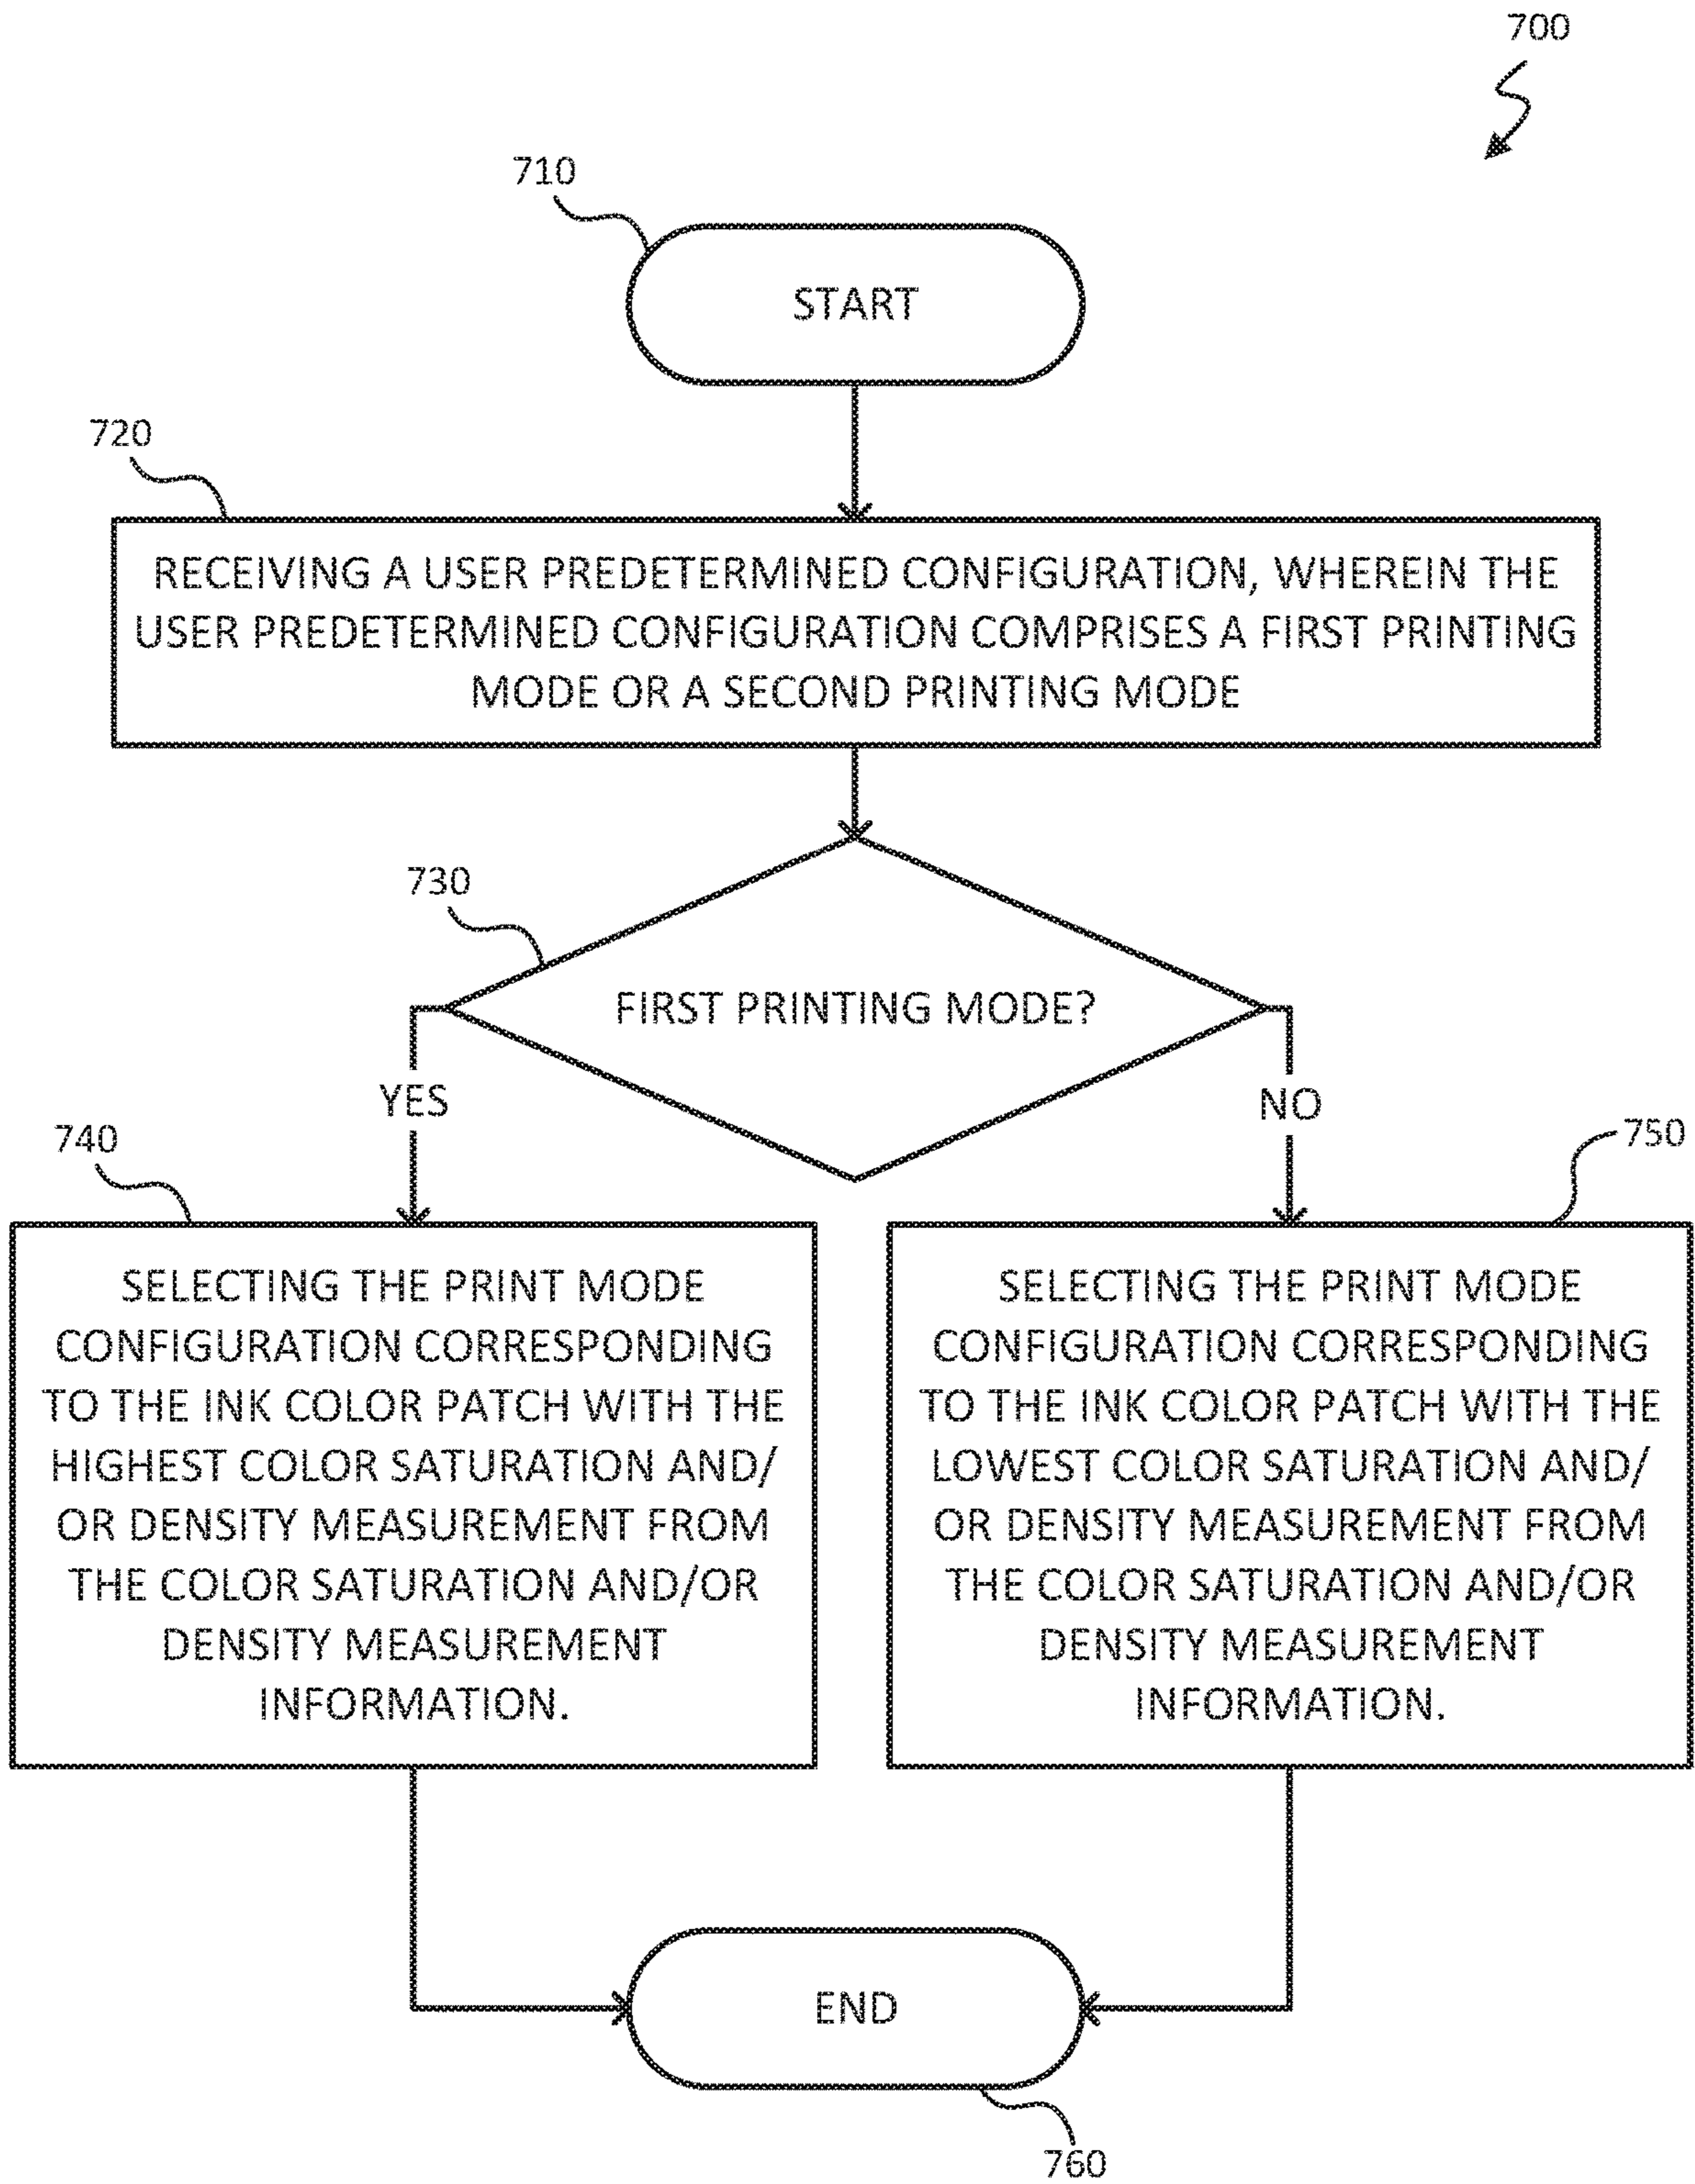 700
710
START
720
RECEIVING A USER PREDETERMINED CONFIGURATION, WHEREIN THE
USER PREDETERMINED CONFIGURATION COMPRISES A FIRST PRINTING
MODE OR A SECOND PRINTING MODE
730
FIRST PRINTING MODE?
YES
NO
740
SELECTING THE PRINT MODE
CONFIGURATION CORRESPONDING
TO THE INK COLOR PATCH WITH THE
HIGHEST COLOR SATURATION AND/
OR DENSITY MEASUREMENT FROM
THE COLOR SATURATION AND/OR
DENSITY MEASUREMENT
INFORMATION.
750
SELECTING THE PRINT MODE
CONFIGURATION CORRESPONDING
TO THE INK COLOR PATCH WITH THE
LOWEST COLOR SATURATION AND/
OR DENSITY MEASUREMENT FROM
THE COLOR SATURATION AND/OR
DENSITY MEASUREMENT
INFORMATION.
END
760